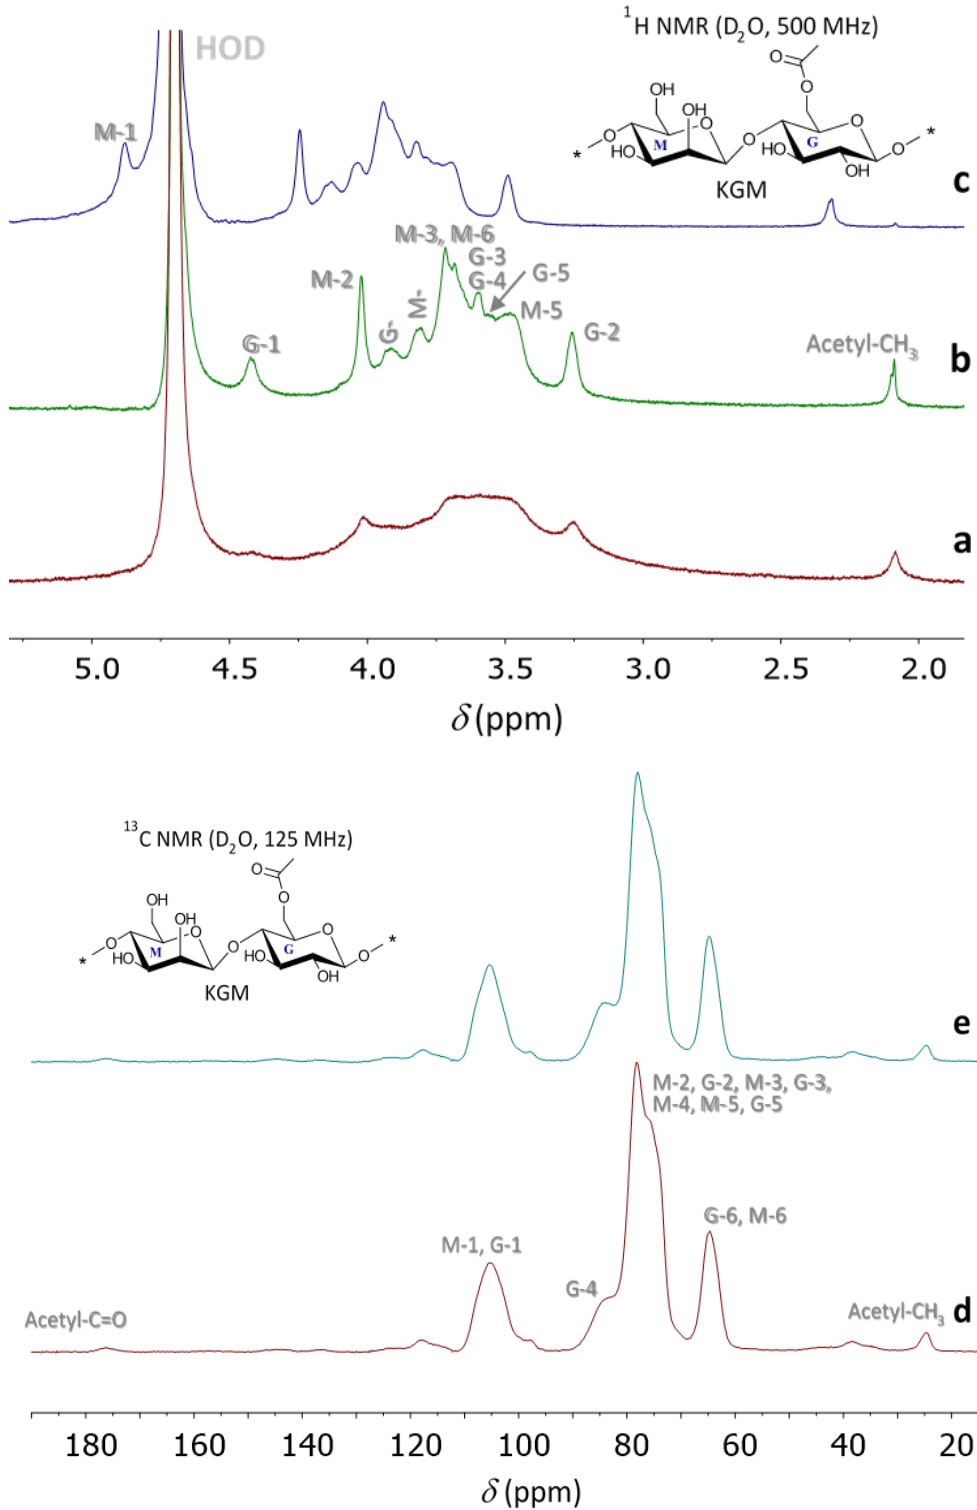 ¹H NMR (D₂O, 500 MHz)
HOD
M-1
O
O
OH
HO
OH
O
O
M
HO
O
O
G
HO
OH
O
*
*
KGM
c
M-3, M-6
G-3
G-4
G-5
M-2
M-5
G-
M-
G-1
G-2
Acetyl-CH₃
b
a
5.0 4.5 4.0 3.5 3.0 2.5 2.0
δ (ppm)
¹³C NMR (D₂O, 125 MHz)
O
O
OH
OH
O
O
M
HO
O
O
G
HO
OH
O
*
*
KGM
e
M-2, G-2, M-3, G-3,
M-4, M-5, G-5
G-6, M-6
M-1, G-1
G-4
Acetyl-C=O
Acetyl-CH₃
d
180 160 140 120 100 80 60 40 20
δ (ppm)